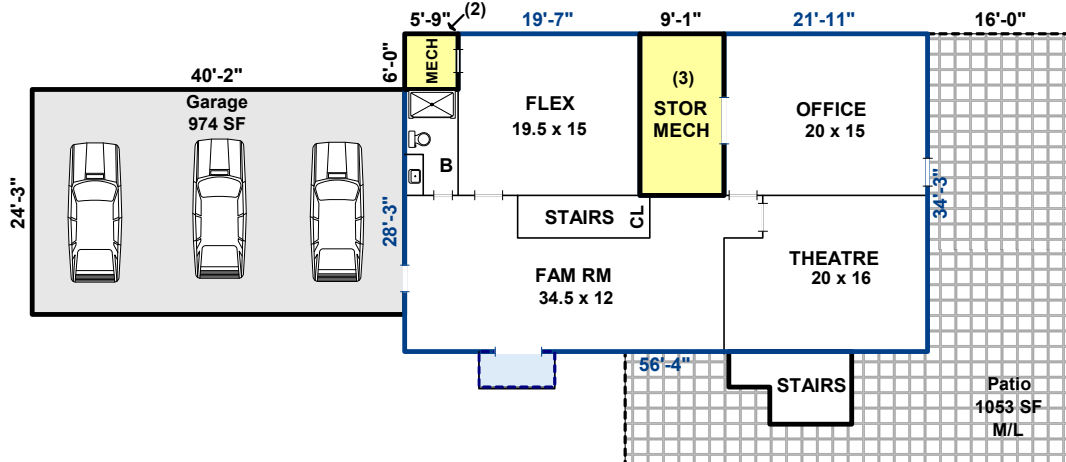 5'-9"
(2)
19'-7"
9'-1"
21'-11"
16'-0"
6'-0"
MECH
40'-2"
Garage
974 SF
24'-3"
FLEX
19.5 x 15
(3)
STOR
MECH
OFFICE
20 x 15
B
28'-3"
34'-3"
STAIRS
CL
FAM RM
34.5 x 12
THEATRE
20 x 16
56'-4"
STAIRS
Patio
1053 SF
M/L